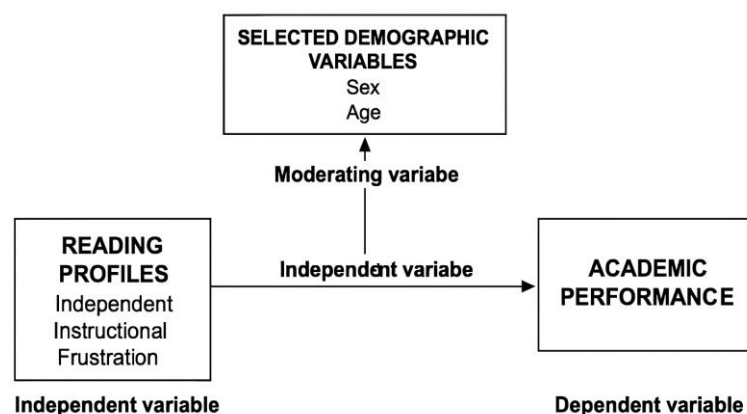 SELECTED DEMOGRAPHIC
VARIABLES
Sex
Age
Moderating variabe
READING
PROFILES
Independent
Instructional
Frustration
Independent variabe
ACADEMIC
PERFORMANCE
Independent variable
Dependent variable